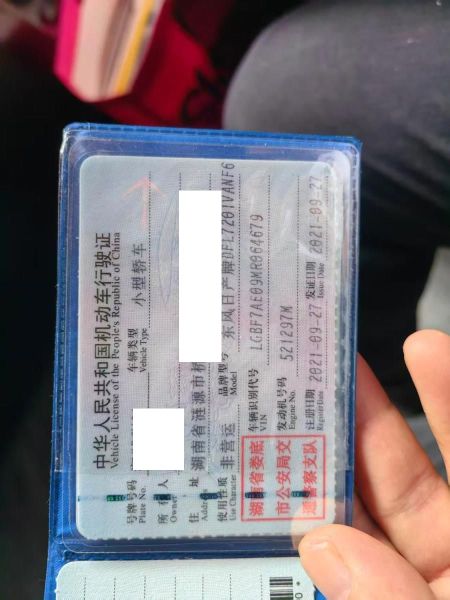 中华人民共和国机动车行驶证
Vehicle License of the People's Republic of China
号牌号码 车辆类型 小型轿车
Plate No. Vehicle Type
所有人
Owner
住址 湖南省涟源市桥
Address
使用性质 非营运 品牌型号 东风日产牌DFL7201VANF6
Use Character Model
湖南省娄底
市公安局交
通警察支队
车辆识别代号 LGBF7AE09MR064679
VIN
发动机号码 521297M
Engine No.
注册日期 2021-09-27 发证日期 2021-09-27
Register Date Issue Date